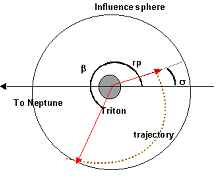 Influence sphere
β
rp
σ
To Neptune
Triton
trajectory